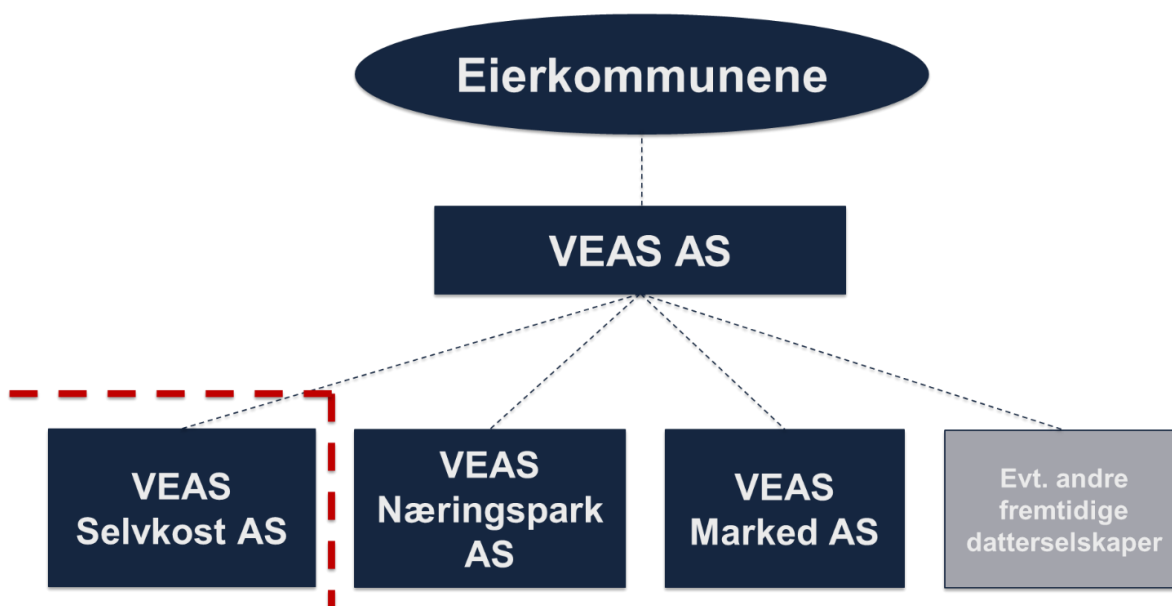 Eierkommunene
VEAS AS
VEAS
Selvkost AS
VEAS
Næringspark
AS
VEAS
Marked AS
Evt. andre
fremtidige
datterselskaper